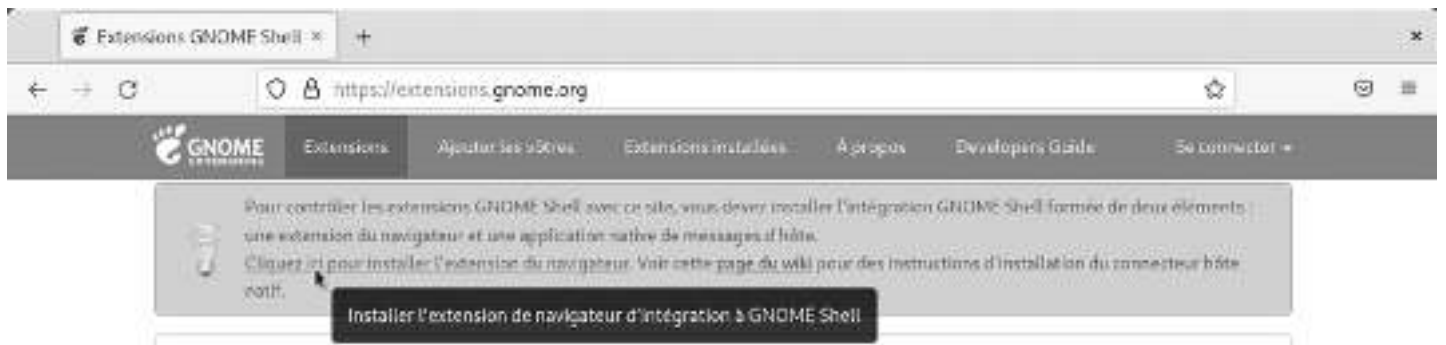 Extensions GNOME Shell × +
https://extensions.gnome.org
GNOME EXTENSIONS Extensions Ajouter les vôtres Extensions installées À propos Developers Guide Se connecter
Pour contrôler les extensions GNOME Shell avec ce site, vous devez installer l'intégration GNOME Shell formée de deux éléments :
une extension du navigateur et une application native de messages d'hôte.
Cliquez ici pour installer l'extension du navigateur. Voir cette page du wiki pour des instructions d'installation du connecteur hôte
natif.
Installer l'extension de navigateur d'intégration à GNOME Shell